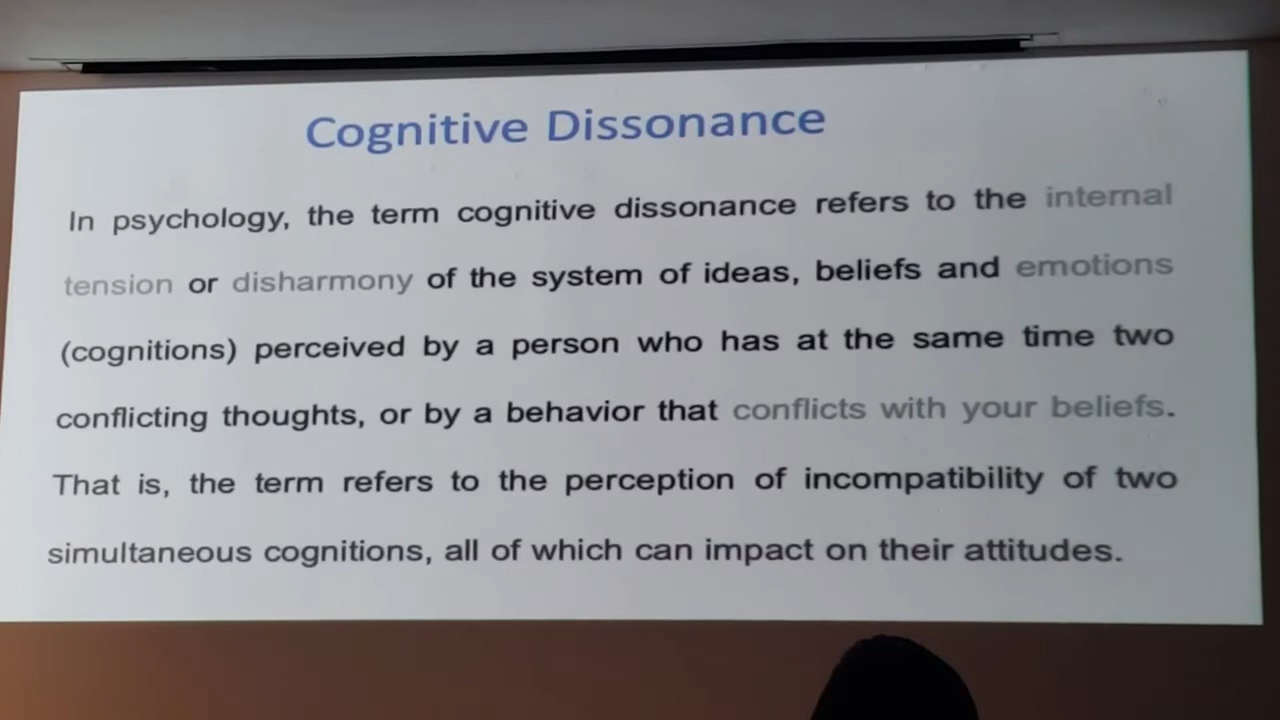 Cognitive Dissonance
In psychology, the term cognitive dissonance refers to the internal
tension or disharmony of the system of ideas, beliefs and emotions
(cognitions) perceived by a person who has at the same time two
conflicting thoughts, or by a behavior that conflicts with your beliefs.
That is, the term refers to the perception of incompatibility of two
simultaneous cognitions, all of which can impact on their attitudes.